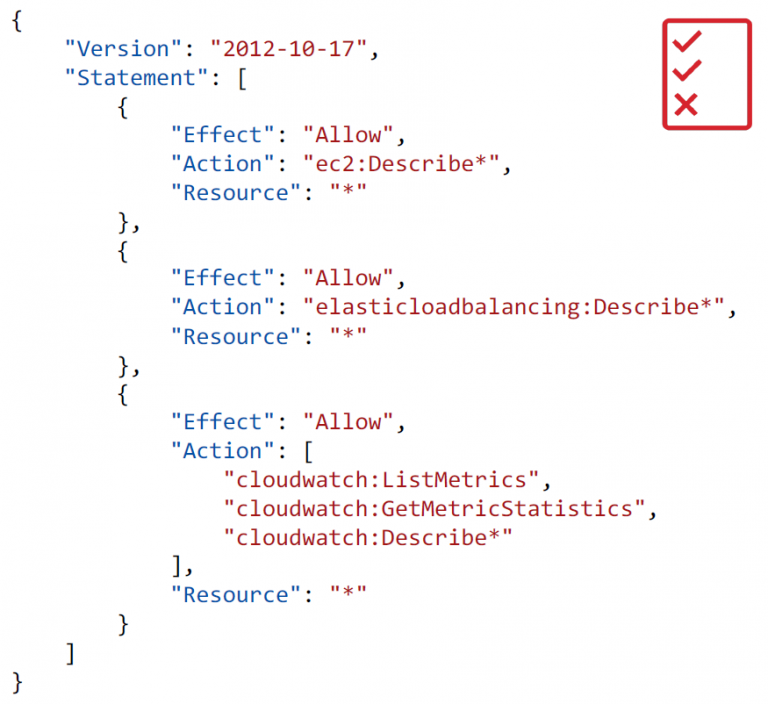 {
    "Version": "2012-10-17",
    "Statement": [
        {
            "Effect": "Allow",
            "Action": "ec2:Describe*",
            "Resource": "*"
        },
        {
            "Effect": "Allow",
            "Action": "elasticloadbalancing:Describe*",
            "Resource": "*"
        },
        {
            "Effect": "Allow",
            "Action": [
                "cloudwatch:ListMetrics",
                "cloudwatch:GetMetricStatistics",
                "cloudwatch:Describe*"
            ],
            "Resource": "*"
        }
    ]
}